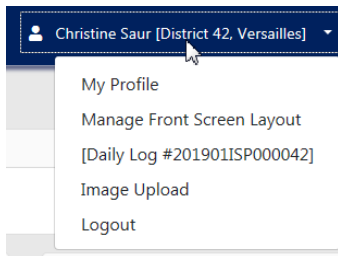 Christine Saur [District 42, Versailles]
My Profile
Manage Front Screen Layout
[Daily Log #201901ISP000042]
Image Upload
Logout